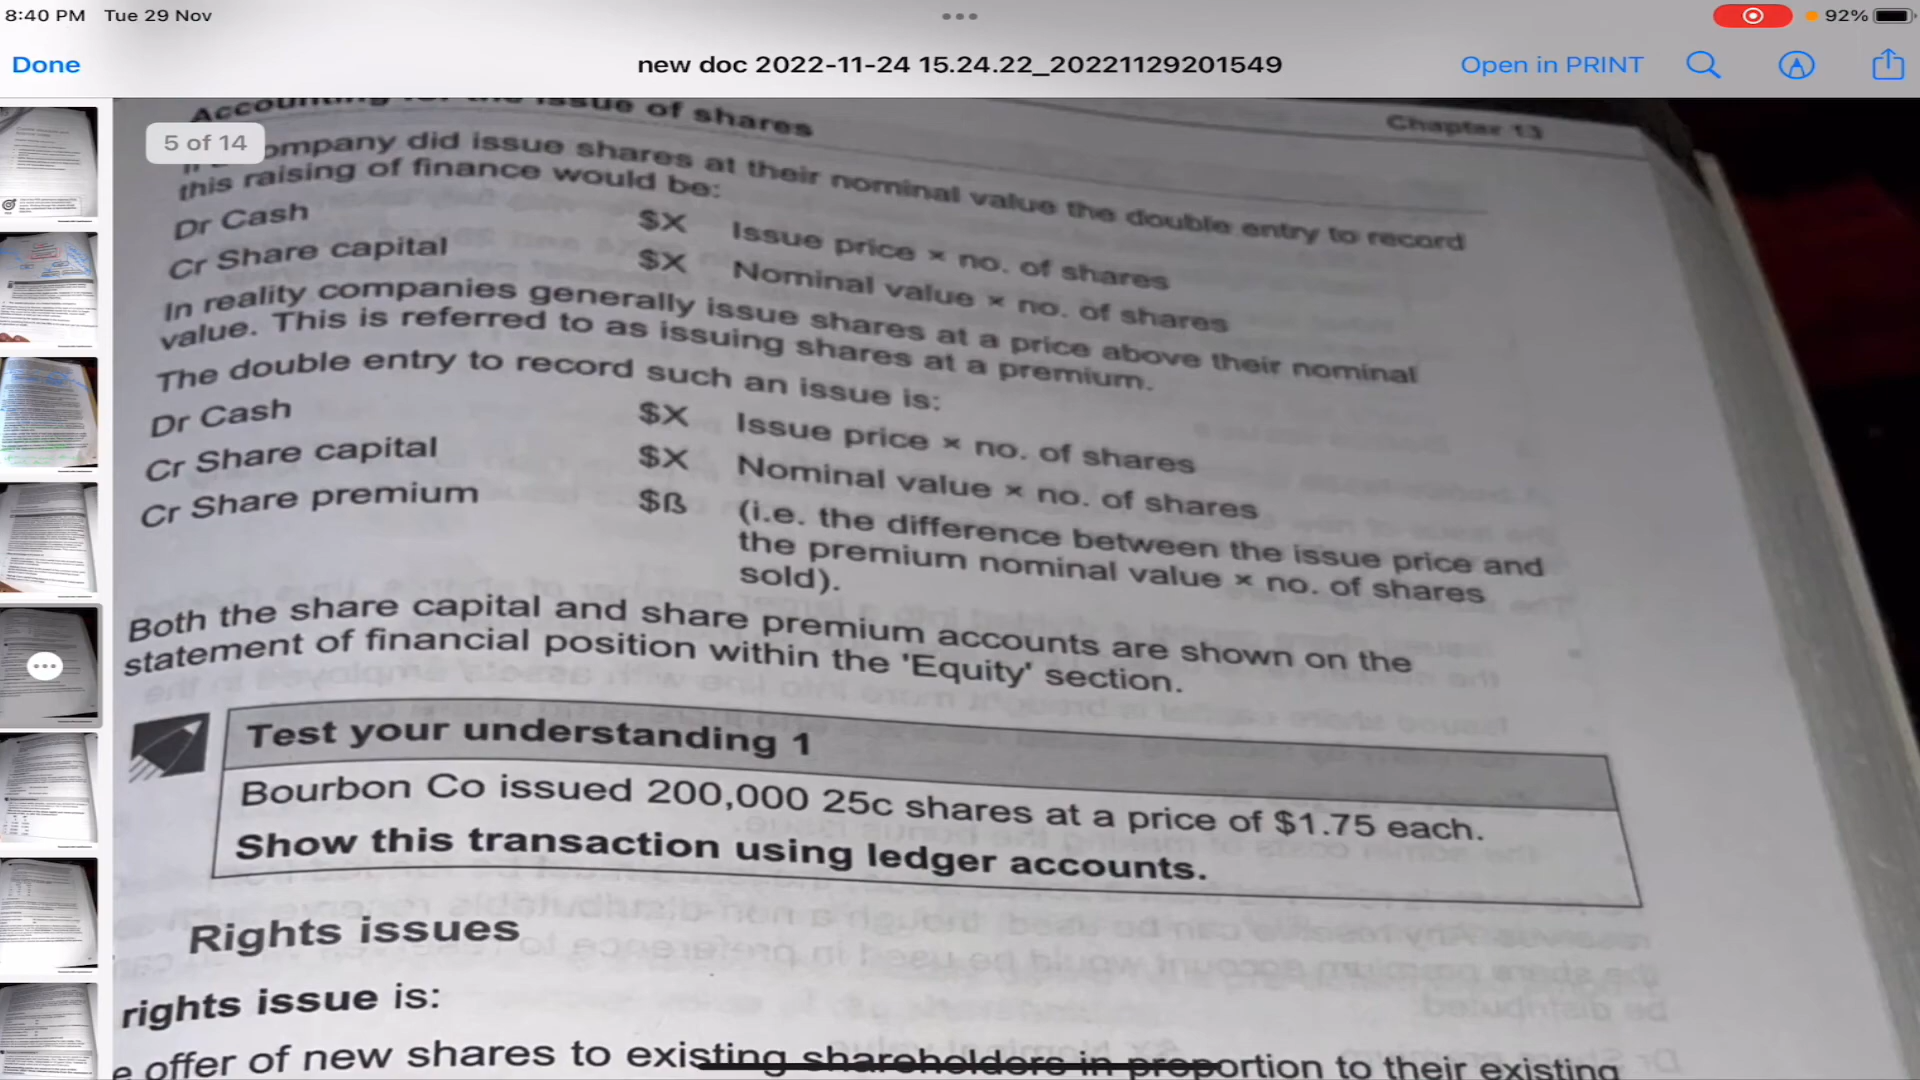 8:40 PM Tue 29 Nov
92%
Done
new doc 2022-11-24 15.24.22_20221129201549
Open in PRINT
5 of 14
Accounting for the issue of shares
Chapter 13
company did issue shares at their nominal value the double entry to record
this raising of finance would be:
Dr Cash $X Issue price × no. of shares
Cr Share capital $X Nominal value × no. of shares
In reality companies generally issue shares at a price above their nominal
value. This is referred to as issuing shares at a premium.
The double entry to record such an issue is:
Dr Cash $X Issue price × no. of shares
Cr Share capital $X Nominal value × no. of shares
Cr Share premium $ß (i.e. the difference between the issue price and
the premium nominal value × no. of shares
sold).
Both the share capital and share premium accounts are shown on the
statement of financial position within the 'Equity' section.
Test your understanding 1
Bourbon Co issued 200,000 25c shares at a price of $1.75 each.
Show this transaction using ledger accounts.
Rights issues
rights issue is:
offer of new shares to existing shareholders in proportion to their existing